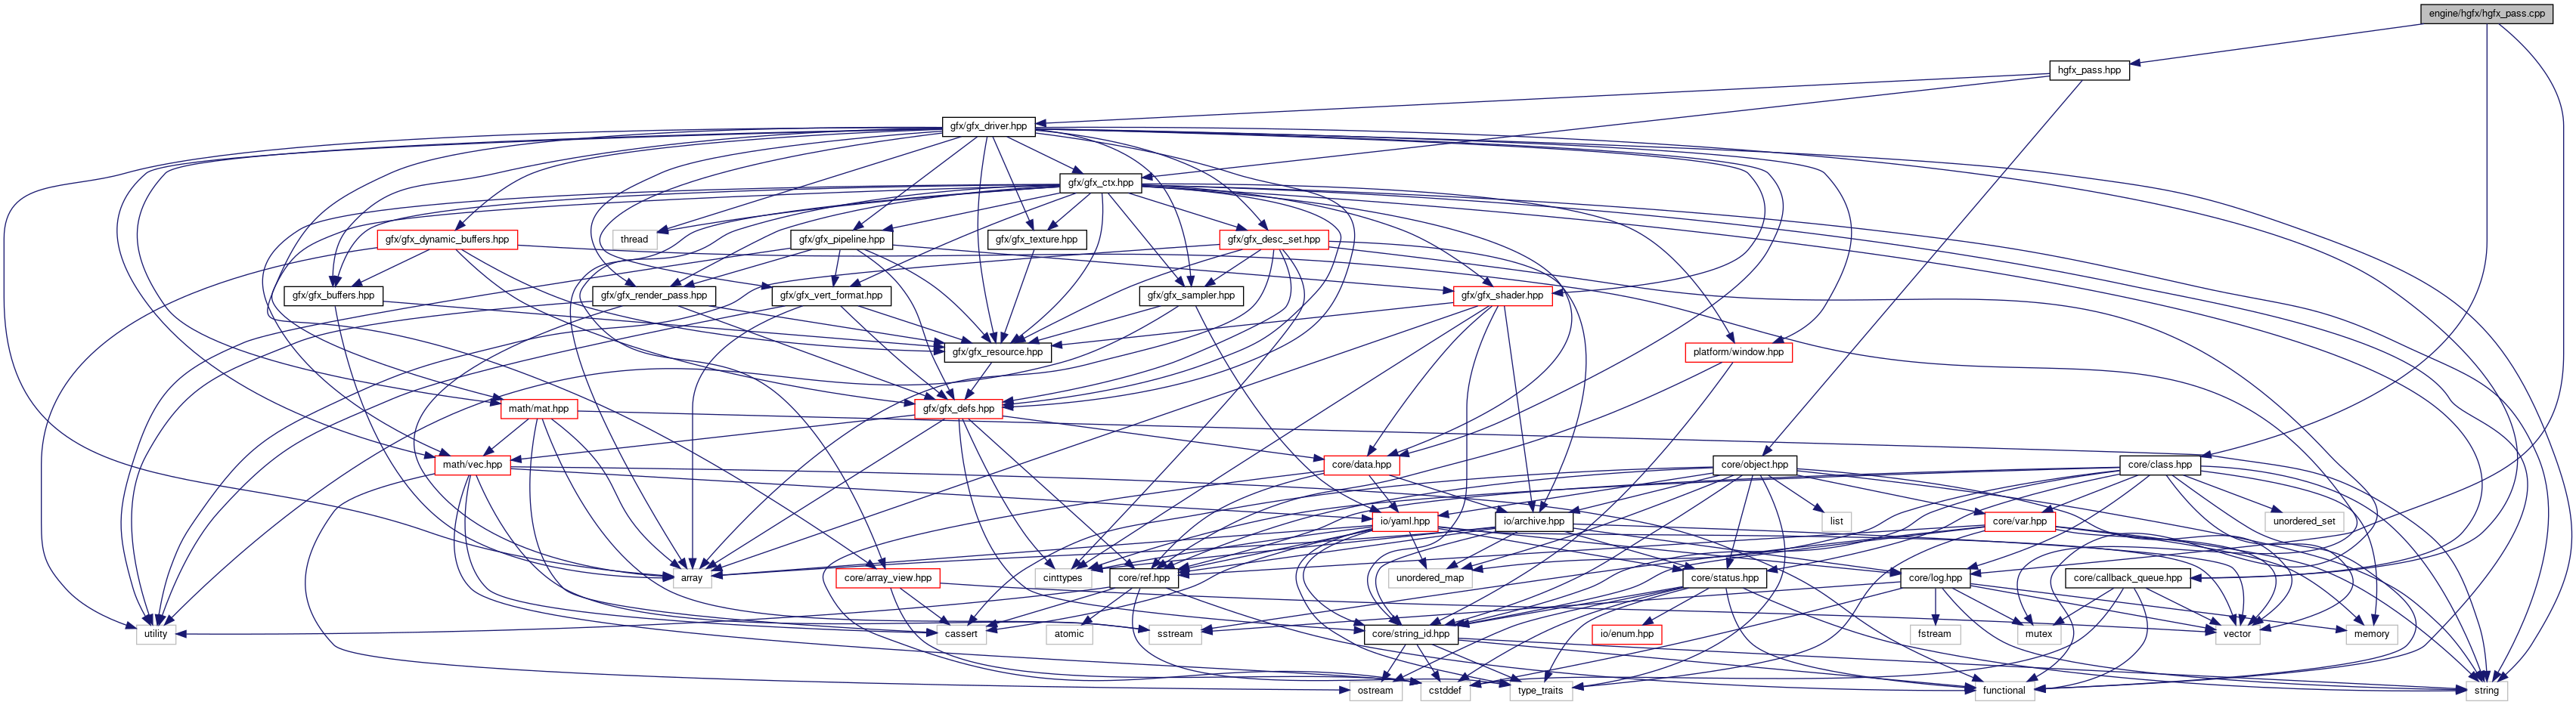 engine/hgfx/hgfx_pass.cpp
hgfx_pass.hpp
gfx/gfx_driver.hpp
gfx/gfx_ctx.hpp
thread
gfx/gfx_dynamic_buffers.hpp
gfx/gfx_pipeline.hpp
gfx/gfx_texture.hpp
gfx/gfx_desc_set.hpp
gfx/gfx_buffers.hpp
gfx/gfx_render_pass.hpp
gfx/gfx_vert_format.hpp
gfx/gfx_sampler.hpp
gfx/gfx_shader.hpp
gfx/gfx_resource.hpp
platform/window.hpp
math/mat.hpp
gfx/gfx_defs.hpp
math/vec.hpp
core/data.hpp
core/object.hpp
core/class.hpp
io/yaml.hpp
io/archive.hpp
list
core/var.hpp
unordered_set
array
core/array_view.hpp
cinttypes
core/ref.hpp
unordered_map
core/status.hpp
core/log.hpp
core/callback_queue.hpp
utility
cassert
atomic
sstream
core/string_id.hpp
io/enum.hpp
fstream
mutex
vector
memory
ostream
cstddef
type_traits
functional
string